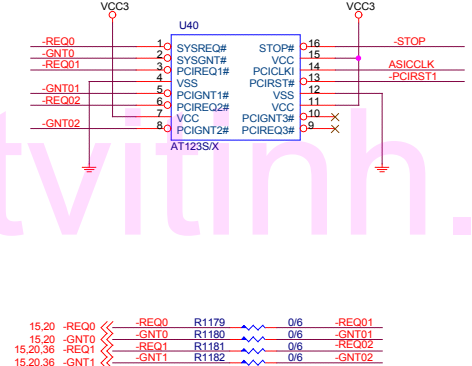 VCC3 VCC3
U40
-REQ0 1 SYSREQ# STOP# 16 -STOP
-GNT0 2 SYSGNT# VCC 15
-REQ01 3 PCIREQ1# PCICLKI 14 ASICCLK
4 VSS PCIRST# 13 -PCIRST1
-GNT01 5 PCIGNT1# VSS 12
-REQ02 6 PCIREQ2# VCC 11
7 VCC PCIGNT3# 10
-GNT02 8 PCIGNT2# PCIREQ3# 9
AT123S/X
tvitinh.
15,20 -REQ0 -REQ0 R1179 0/6 -REQ01
15,20 -GNT0 -GNT0 R1180 0/6 -GNT01
15,20,36 -REQ1 -REQ1 R1181 0/6 -REQ02
15,20,36 -GNT1 -GNT1 R1182 0/6 -GNT02